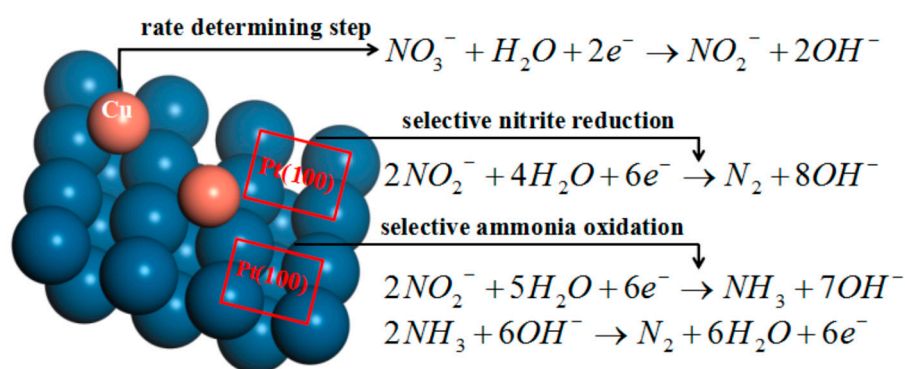 rate determining step
NO₃⁻ + H₂O + 2e⁻ → NO₂⁻ + 2OH⁻
Cu
selective nitrite reduction
Pt(100)
2NO₂⁻ + 4H₂O + 6e⁻ → N₂ + 8OH⁻
selective ammonia oxidation
Pt(100)
2NO₂⁻ + 5H₂O + 6e⁻ → NH₃ + 7OH⁻
2NH₃ + 6OH⁻ → N₂ + 6H₂O + 6e⁻